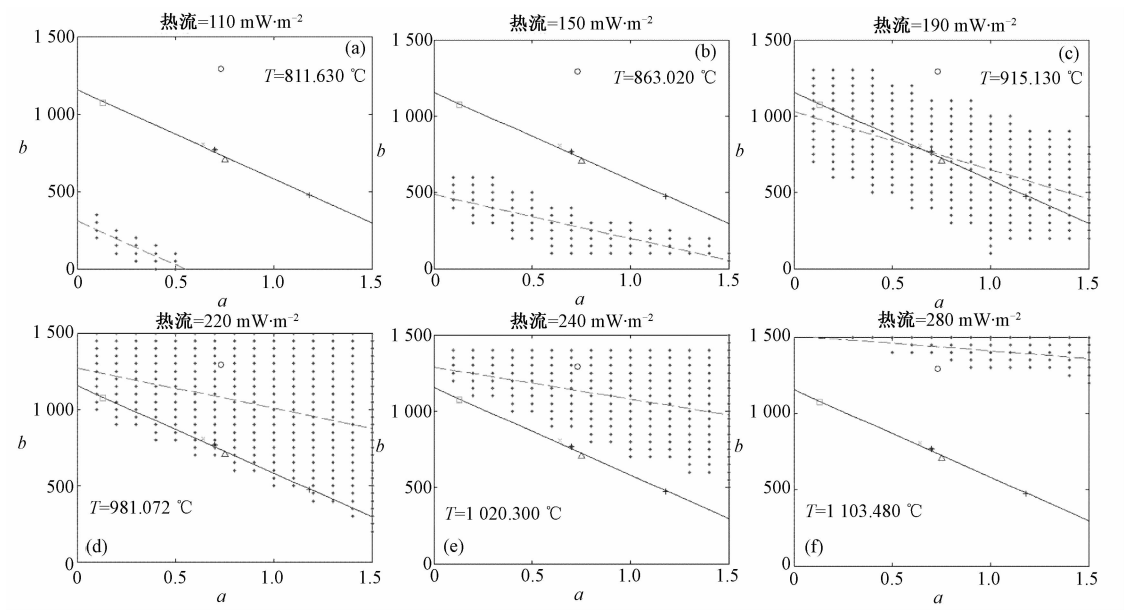 热流=110 mW·m⁻²
(a)
T=811.630 ℃
1 500
1 000
500
0
b
0 0.5 1.0 1.5
a
热流=150 mW·m⁻²
(b)
T=863.020 ℃
1 500
1 000
500
0
b
0 0.5 1.0 1.5
a
热流=190 mW·m⁻²
(c)
T=915.130 ℃
1 500
1 000
500
0
b
0 0.5 1.0 1.5
a
热流=220 mW·m⁻²
1 500
1 000
500
0
b
T=981.072 ℃
(d)
0 0.5 1.0 1.5
a
热流=240 mW·m⁻²
1 500
1 000
500
0
b
T=1 020.300 ℃
(e)
0 0.5 1.0 1.5
a
热流=280 mW·m⁻²
1 500
1 000
500
0
b
T=1 103.480 ℃
(f)
0 0.5 1.0 1.5
a